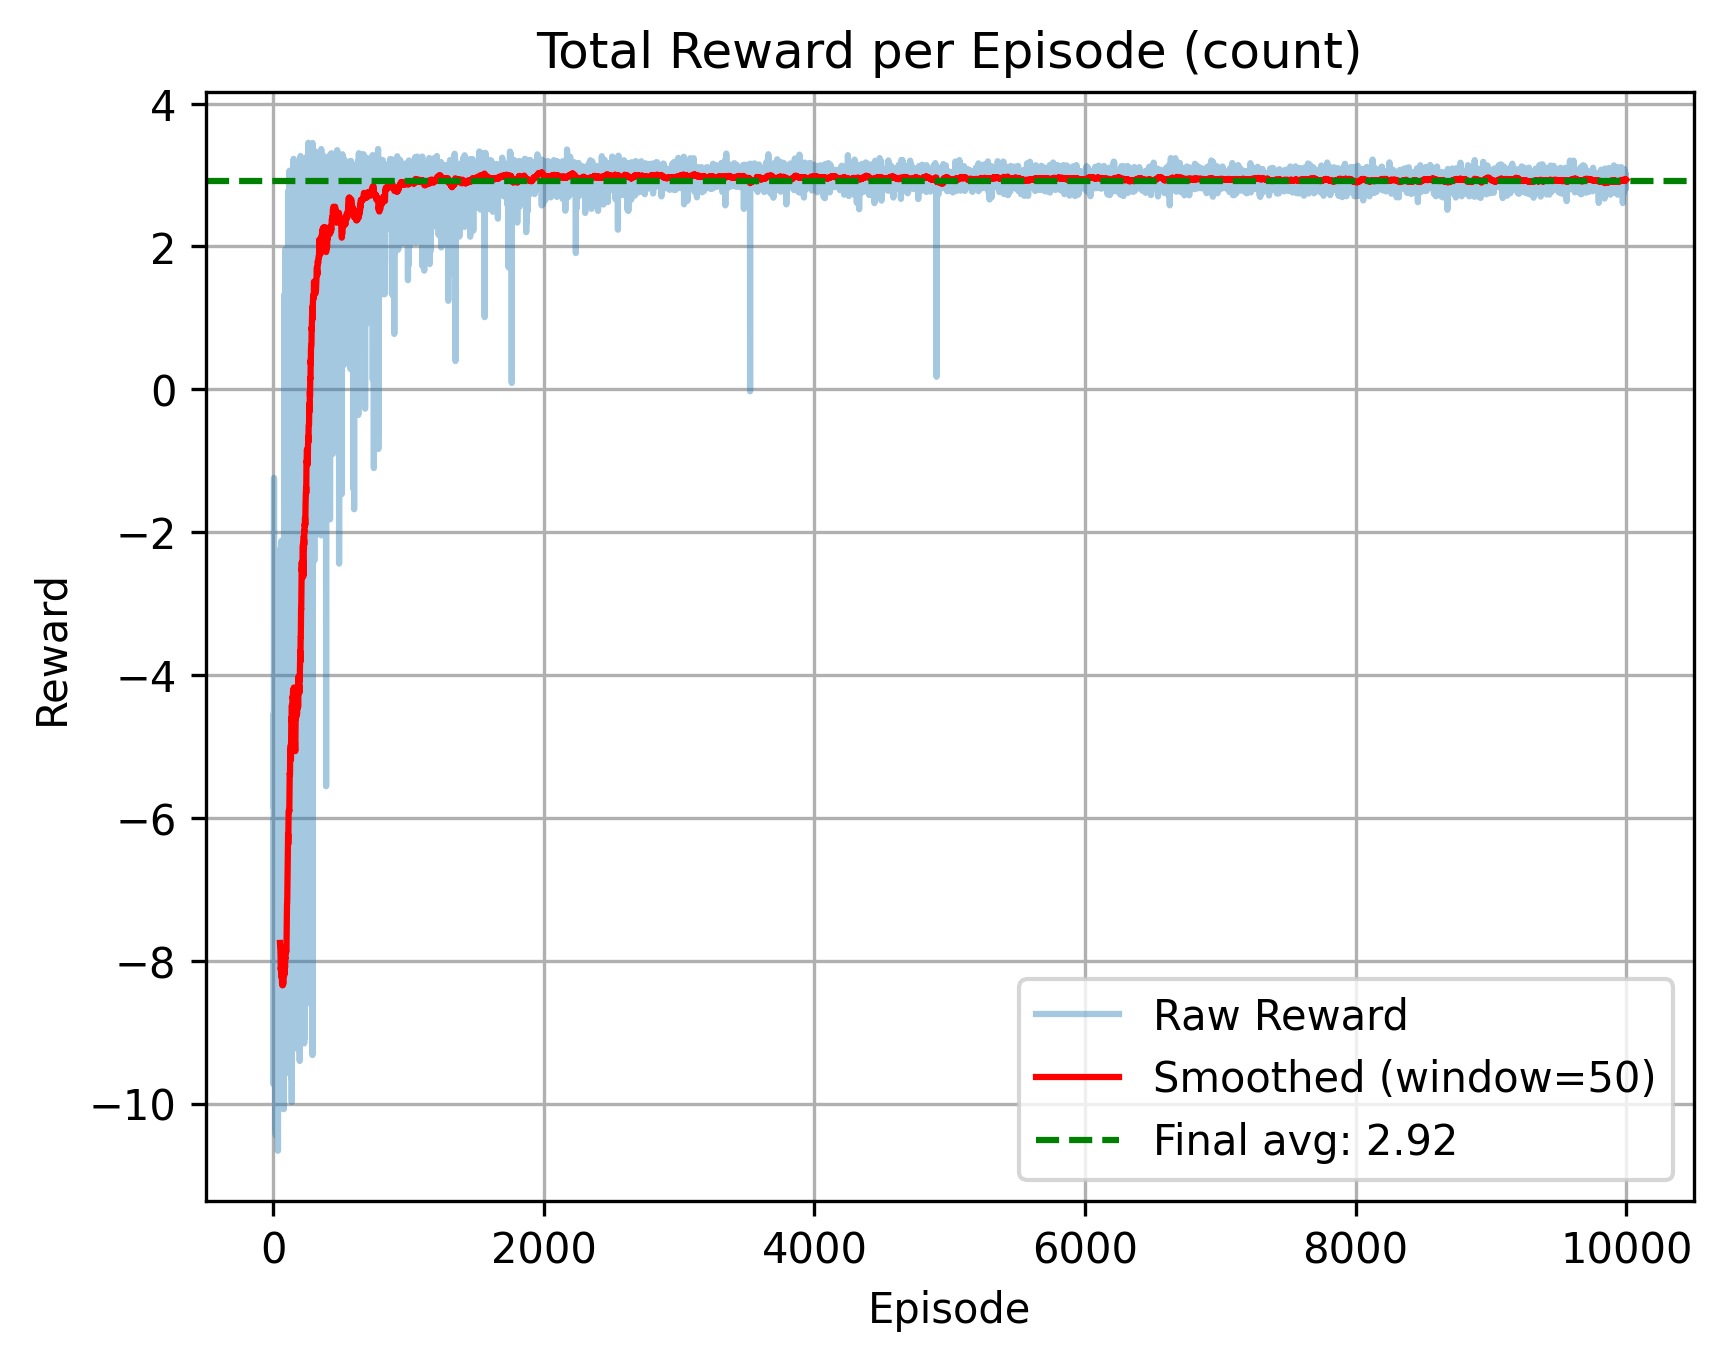 Total Reward per Episode (count)
4
2
0
−2
−4
−6
−8
−10
Reward
Raw Reward
Smoothed (window=50)
Final avg: 2.92
0 2000 4000 6000 8000 10000
Episode